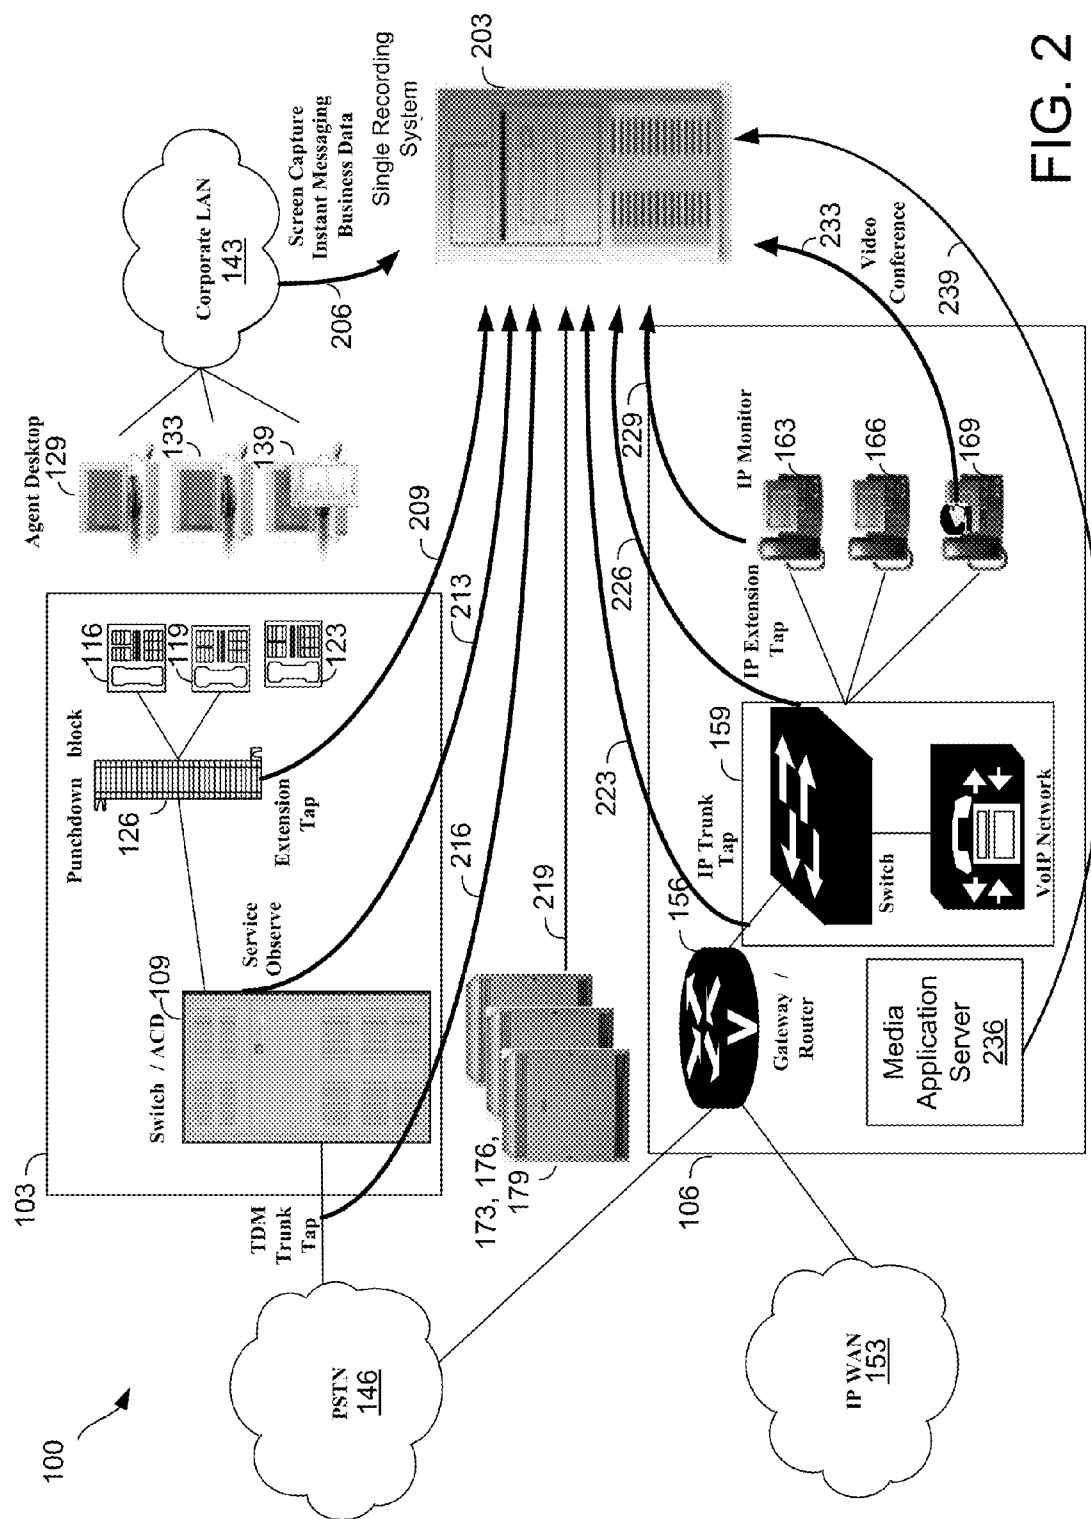 100
103
PSTN
146
TDM
Trunk
Tap
Switch / ACD
109
Service
Observe
Punchdown block
126
Extension
Tap
116
119
123
Agent Desktop
129
133
139
Corporate LAN
143
206
Screen Capture
Instant Messaging
Business Data
Single Recording
System
203
209
213
216
219
173, 176,
179
223
226
229
233
Video
Conference
239
IP WAN
153
106
156
Gateway /
Router
V
Media
Application
Server
236
IP Trunk
Tap
159
Switch
VoIP Network
IP Extension
Tap
IP Monitor
163
166
169
FIG. 2